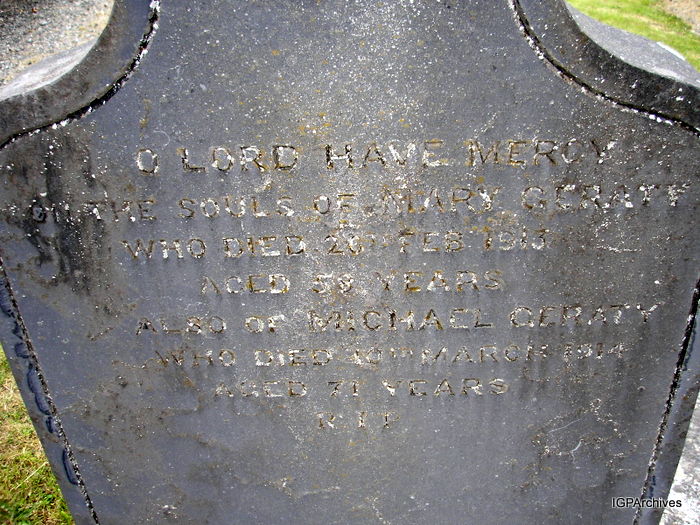 O LORD HAVE MERCY
ON THE SOULS OF MARY GERATY
WHO DIED 20TH FEB 1913
AGED YEARS
ALSO OF MICHAEL GERATY
WHO DIED 10TH MARCH 1914
AGED 71 YEARS
R I P
IGPArchives